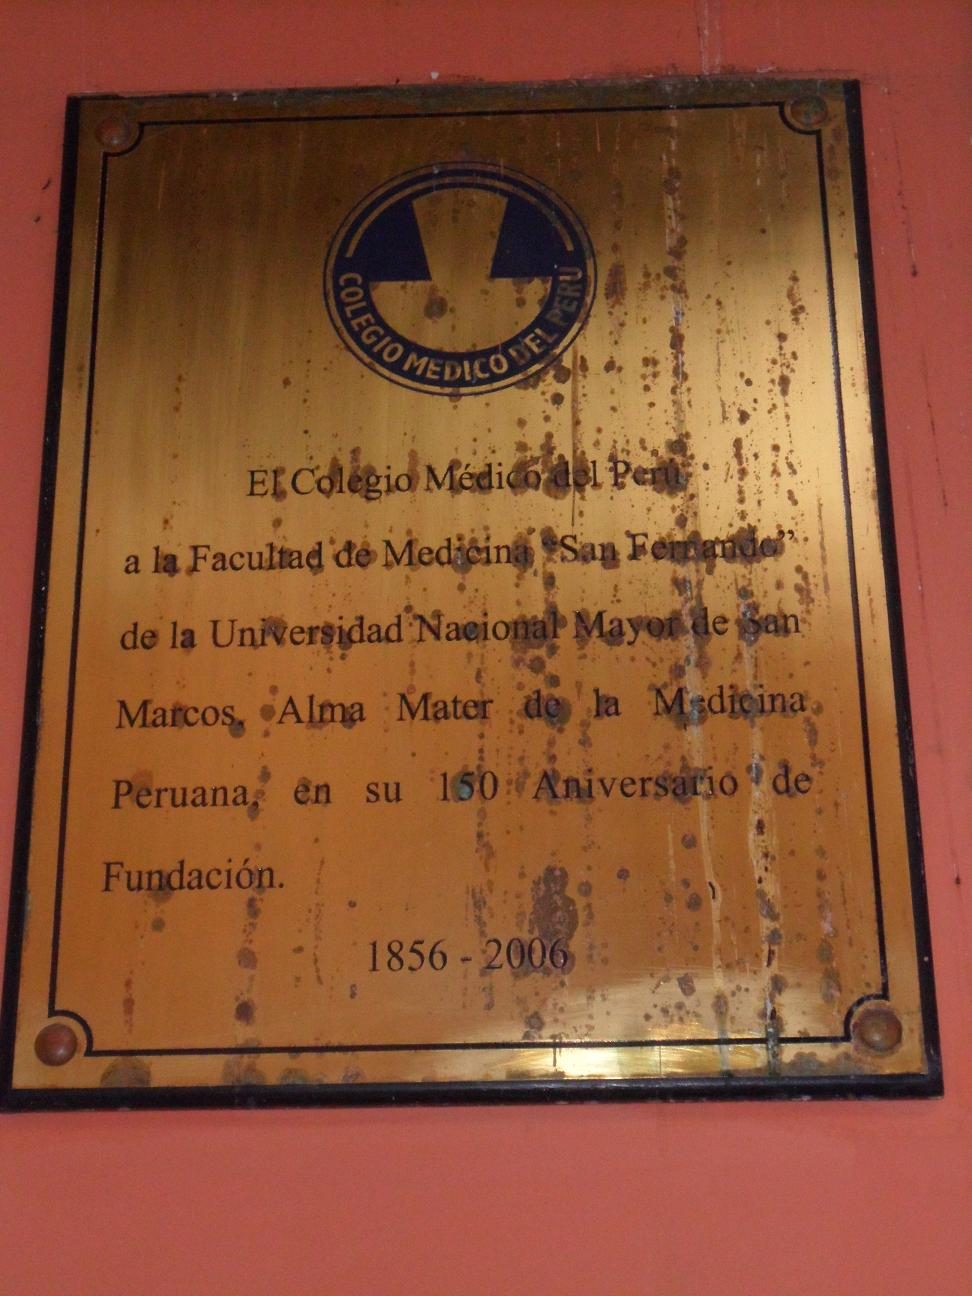 COLEGIO MEDICO DEL PERU
El Colegio Médico del Perú
a la Facultad de Medicina “San Fernando”
de la Universidad Nacional Mayor de San
Marcos, Alma Mater de la Medicina
Peruana, en su 150 Aniversario de
Fundación.
1856 - 2006